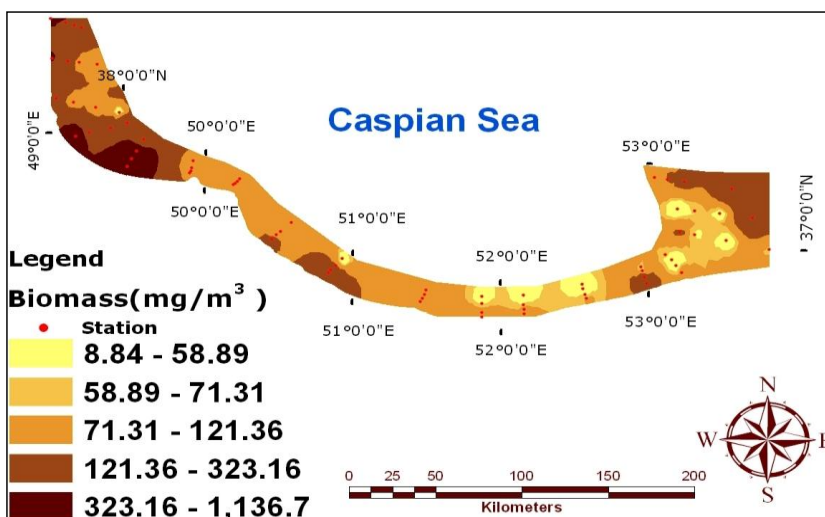 38°0'0"N
49°0'0"E
50°0'0"E
Caspian Sea
53°0'0"E
50°0'0"E
37°0'0"N
51°0'0"E
52°0'0"E
51°0'0"E
53°0'0"E
52°0'0"E
Legend
Biomass(mg/m³ )
Station
8.84 - 58.89
58.89 - 71.31
71.31 - 121.36
121.36 - 323.16
323.16 - 1,136.7
0 25 50 100 150 200
Kilometers
N
W E
S